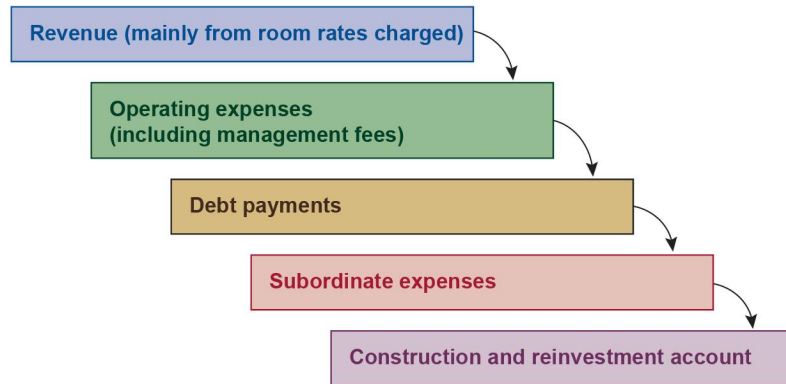 Revenue (mainly from room rates charged)
Operating expenses
(including management fees)
Debt payments
Subordinate expenses
Construction and reinvestment account